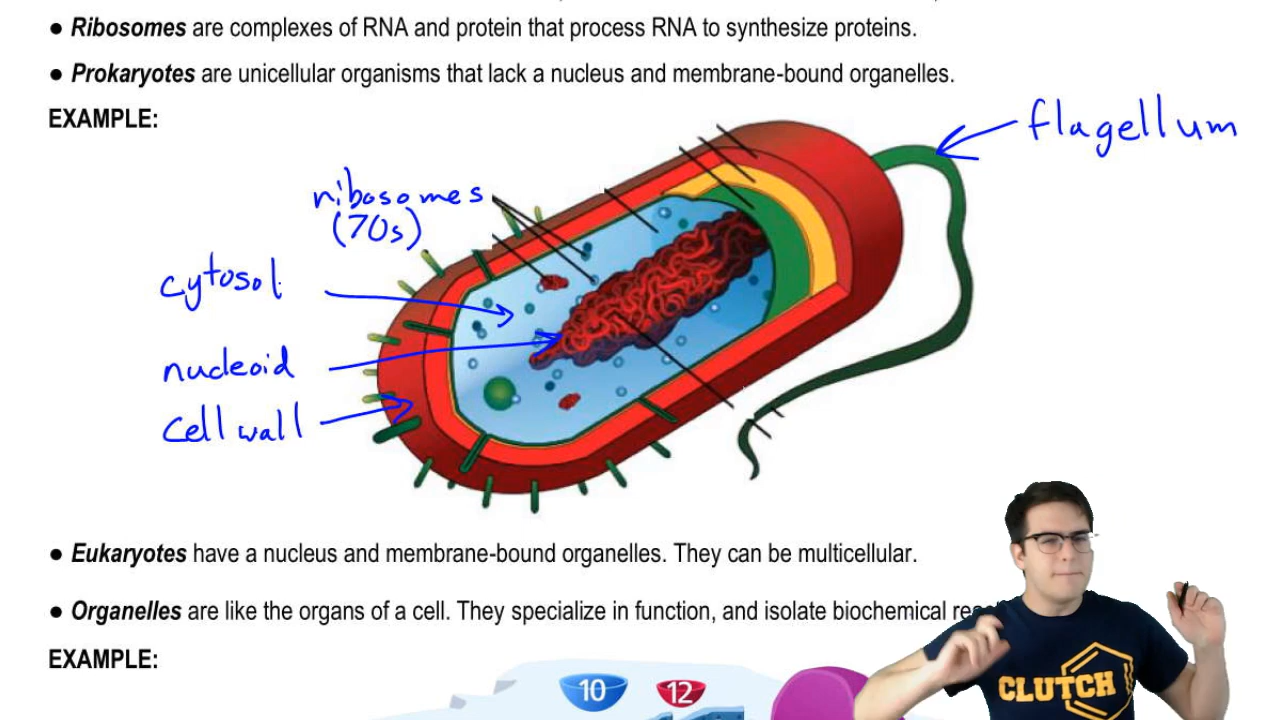 ● Ribosomes are complexes of RNA and protein that process RNA to synthesize proteins.
● Prokaryotes are unicellular organisms that lack a nucleus and membrane-bound organelles.
EXAMPLE:
flagellum
ribosomes
(70s)
cytosol
nucleoid
Cell wall
● Eukaryotes have a nucleus and membrane-bound organelles. They can be multicellular.
● Organelles are like the organs of a cell. They specialize in function, and isolate biochemical
EXAMPLE:
10 12
CLUTCH